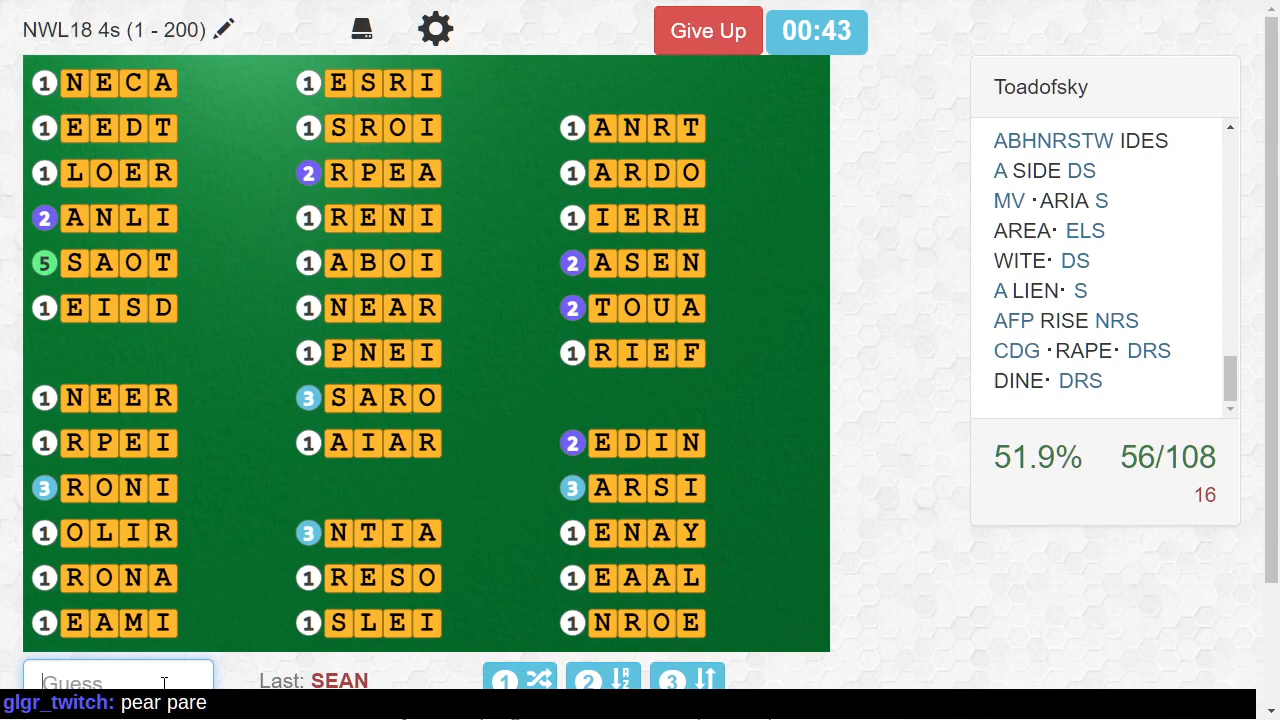 NWL18 4s (1 - 200)
Give Up
00:43
1 NECA
1 ESRI
1 EEDT
1 SROI
1 ANRT
1 LOER
2 RPEA
1 ARDO
2 ANLI
1 RENI
1 IERH
5 SAOT
1 ABOI
2 ASEN
1 EISD
1 NEAR
2 TOUA
1 PNEI
1 RIEF
1 NEER
3 SARO
1 RPEI
1 AIAR
2 EDIN
3 RONI
3 ARSI
1 OLIR
3 NTIA
1 ENAY
1 RONA
1 RESO
1 EAAL
1 EAMI
1 SLEI
1 NROE
Toadofsky
ABHNRSTW IDES
A SIDE DS
MV ·ARIA S
AREA· ELS
WITE· DS
A LIEN· S
AFP RISE NRS
CDG ·RAPE· DRS
DINE· DRS
51.9% 56/108
16
Guess
Last: SEAN
1
2
3
glgr_twitch: pear pare